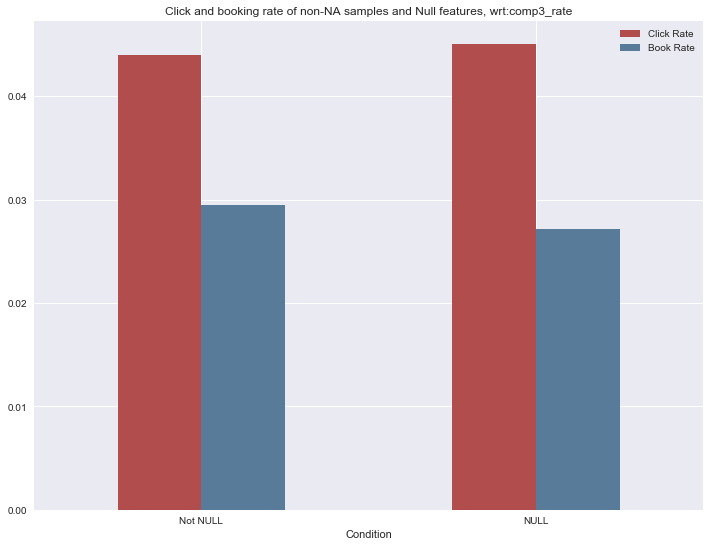 Click and booking rate of non-NA samples and Null features, wrt:comp3_rate
Click Rate
Book Rate
0.04
0.03
0.02
0.01
0.00
Not NULL
NULL
Condition